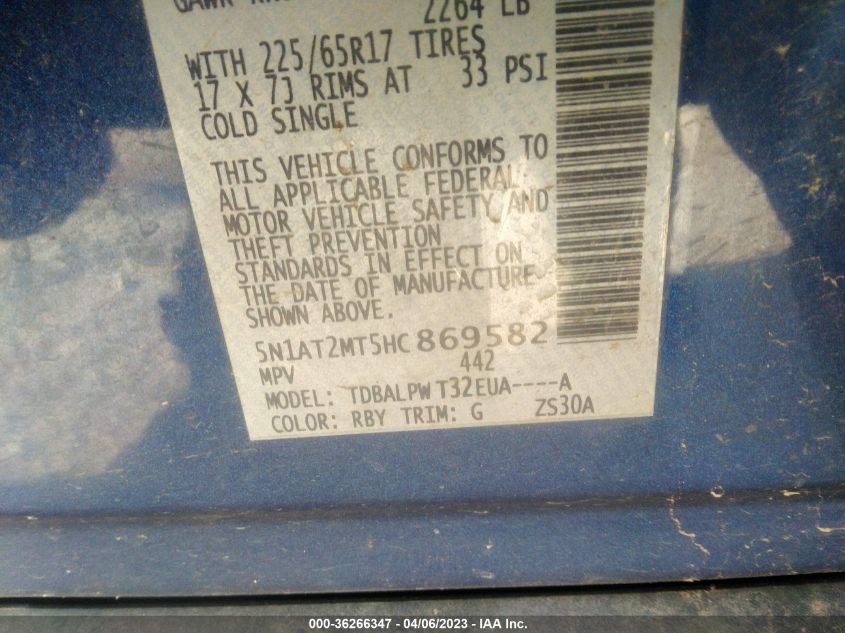 2264 LB
WITH 225/65R17 TIRES
17 X 7J RIMS AT 33 PSI
COLD SINGLE
THIS VEHICLE CONFORMS TO
ALL APPLICABLE FEDERAL
MOTOR VEHICLE SAFETY AND
THEFT PREVENTION
STANDARDS IN EFFECT ON
THE DATE OF MANUFACTURE
SHOWN ABOVE.
5N1AT2MT5HC869582
MPV 442
MODEL: TDBALPWT32EUA----A
COLOR: RBY TRIM: G ZS30A
000-36266347 - 04/06/2023 - IAA Inc.